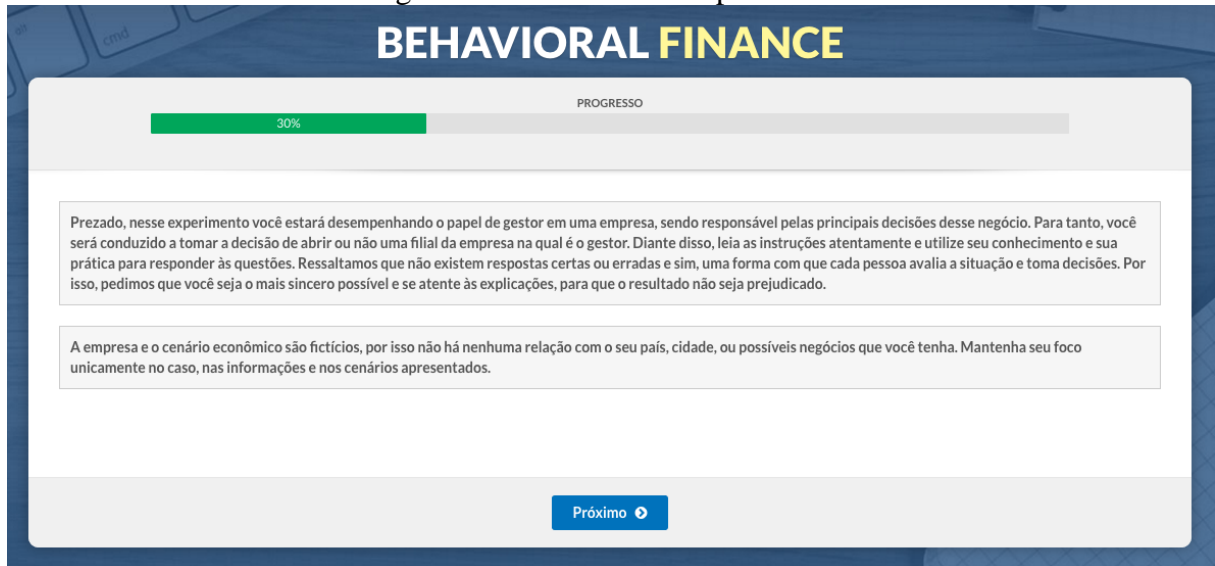 BEHAVIORAL FINANCE
PROGRESSO
30%
Prezado, nesse experimento você estará desempenhando o papel de gestor em uma empresa, sendo responsável pelas principais decisões desse negócio. Para tanto, você
será conduzido a tomar a decisão de abrir ou não uma filial da empresa na qual é o gestor. Diante disso, leia as instruções atentamente e utilize seu conhecimento e sua
prática para responder às questões. Ressaltamos que não existem respostas certas ou erradas e sim, uma forma com que cada pessoa avalia a situação e toma decisões. Por
isso, pedimos que você seja o mais sincero possível e se atente às explicações, para que o resultado não seja prejudicado.
A empresa e o cenário econômico são fictícios, por isso não há nenhuma relação com o seu país, cidade, ou possíveis negócios que você tenha. Mantenha seu foco
unicamente no caso, nas informações e nos cenários apresentados.
Próximo